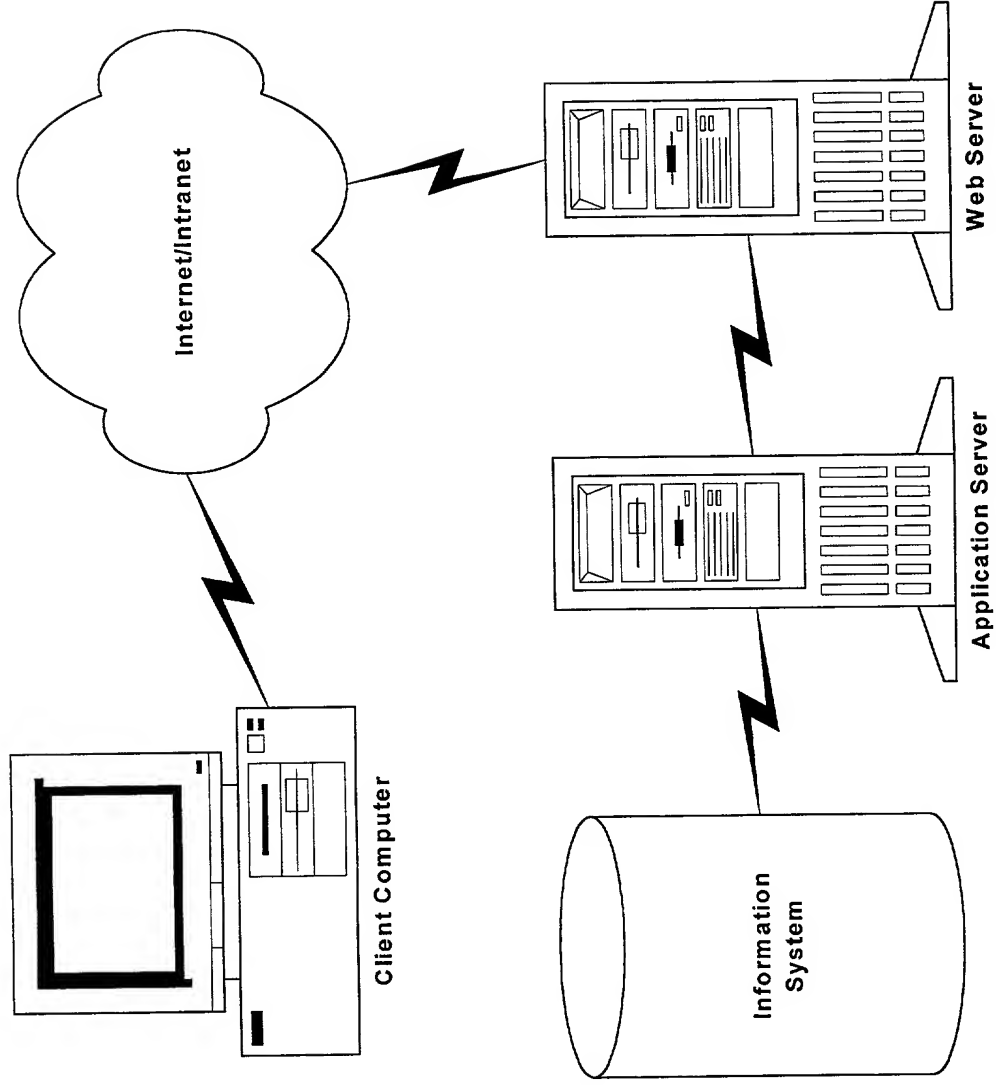 Client Computer
Internet/Intranet
Information
System
Application Server
Web Server